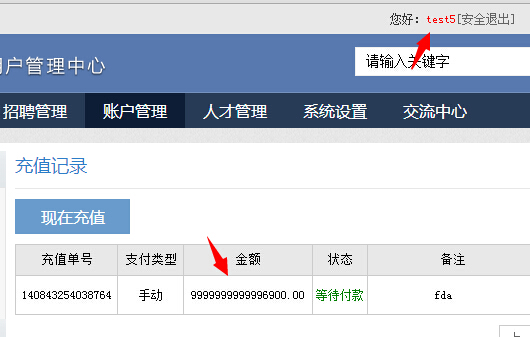 您好：test5[安全退出]
用户管理中心
请输入关键字
招聘管理 账户管理 人才管理 系统设置 交流中心
充值记录
现在充值
充值单号 支付类型 金额 状态 备注
140843254038764 手动 9999999999996900.00 等待付款 fda